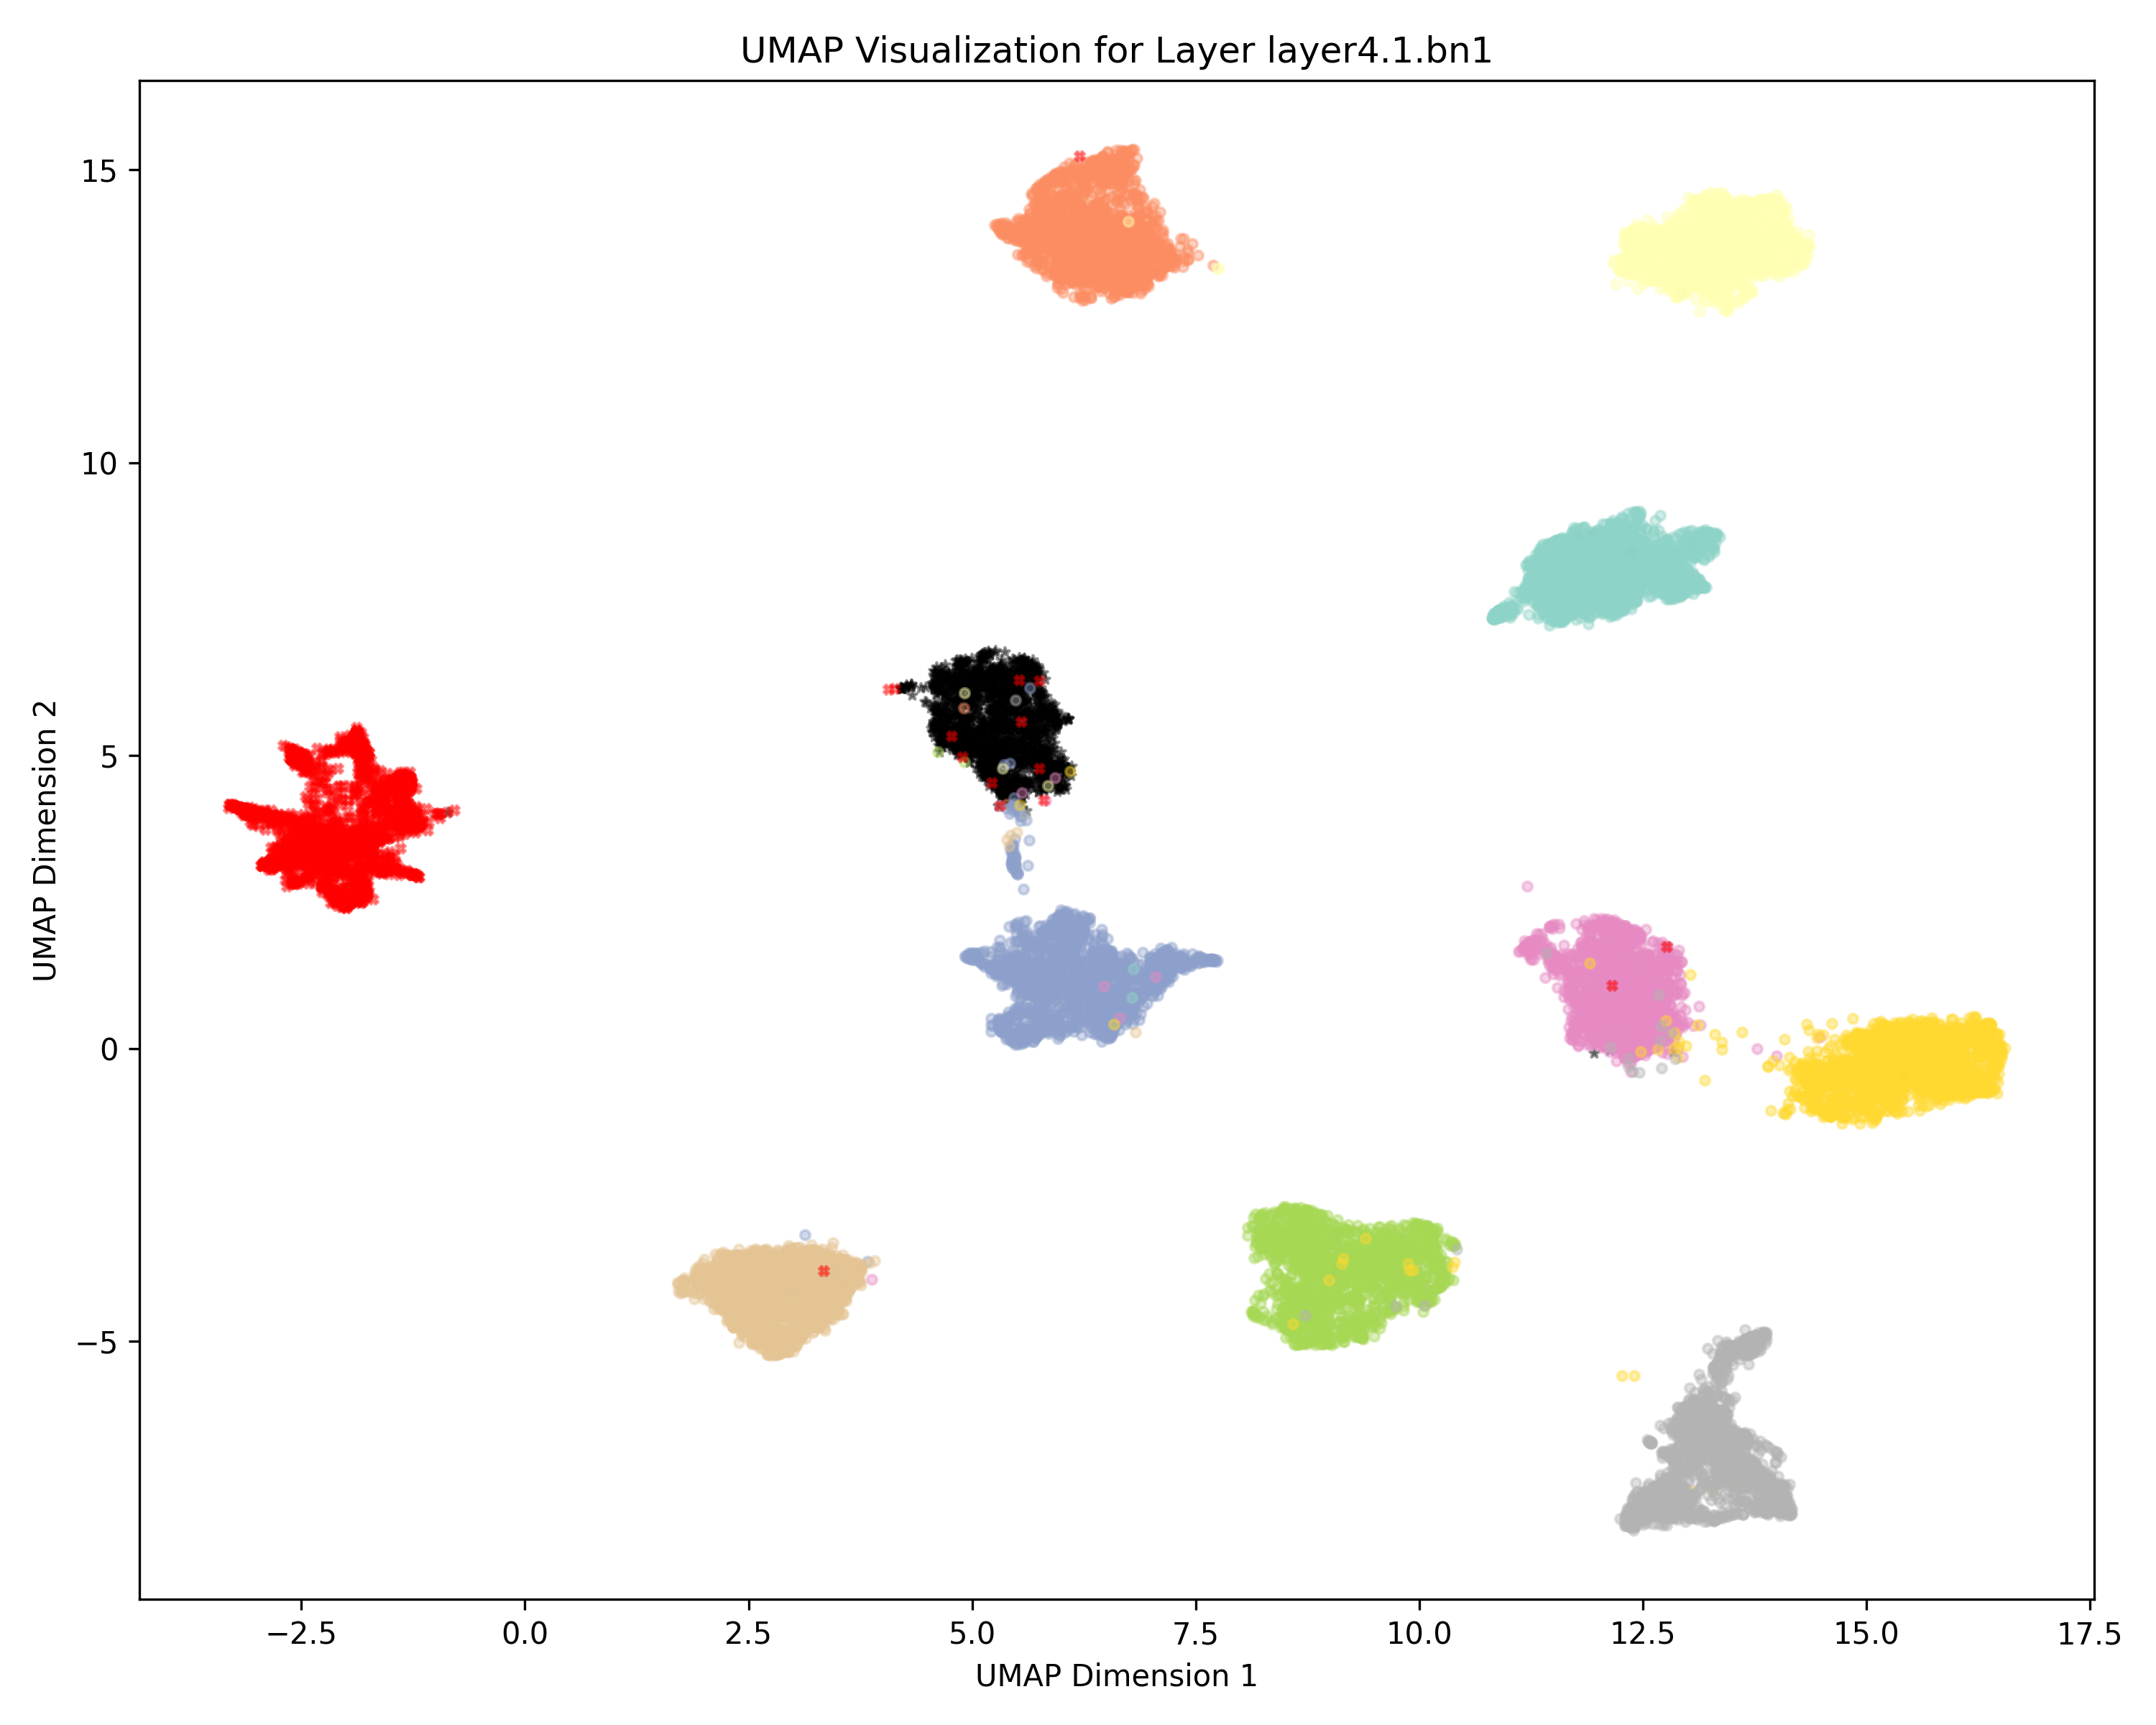 UMAP Visualization for Layer layer4.1.bn1
UMAP Dimension 2
15
10
5
0
−5
−2.5 0.0 2.5 5.0 7.5 10.0 12.5 15.0 17.5
UMAP Dimension 1